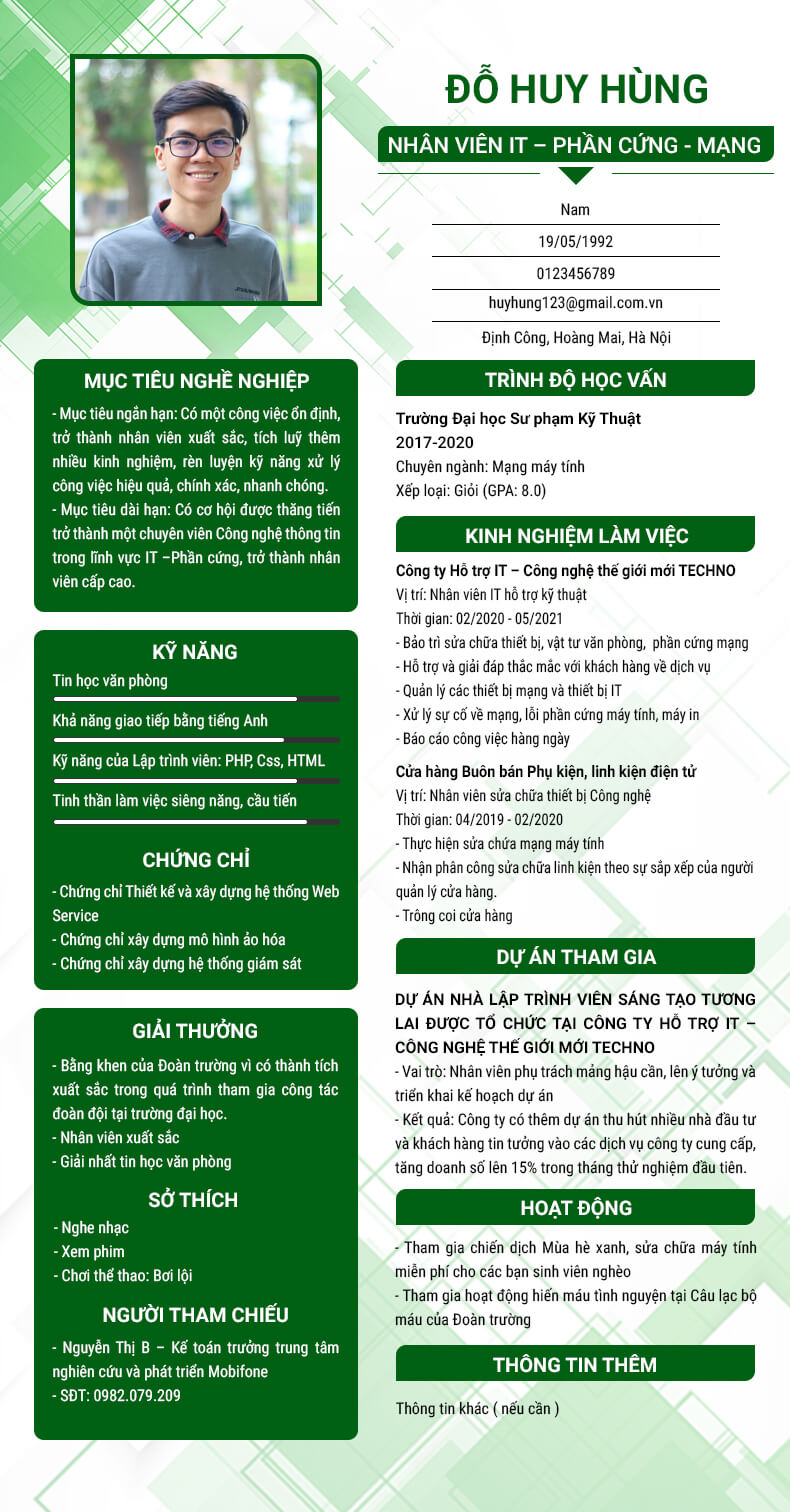 ĐỖ HUY HÙNG
NHÂN VIÊN IT – PHẦN CỨNG - MẠNG
Nam
19/05/1992
0123456789
huyhung123@gmail.com.vn
Định Công, Hoàng Mai, Hà Nội
MỤC TIÊU NGHỀ NGHIỆP
- Mục tiêu ngắn hạn: Có một công việc ổn định,
trở thành nhân viên xuất sắc, tích luỹ thêm
nhiều kinh nghiệm, rèn luyện kỹ năng xử lý
công việc hiệu quả, chính xác, nhanh chóng.
- Mục tiêu dài hạn: Có cơ hội được thăng tiến
trở thành một chuyên viên Công nghệ thông tin
trong lĩnh vực IT –Phần cứng, trở thành nhân
viên cấp cao.
KỸ NĂNG
Tin học văn phòng
Khả năng giao tiếp bằng tiếng Anh
Kỹ năng của Lập trình viên: PHP, Css, HTML
Tinh thần làm việc siêng năng, cầu tiến
CHỨNG CHỈ
- Chứng chỉ Thiết kế và xây dựng hệ thống Web
Service
- Chứng chỉ xây dựng mô hình ảo hóa
- Chứng chỉ xây dựng hệ thống giám sát
GIẢI THƯỞNG
- Bằng khen của Đoàn trường vì có thành tích
xuất sắc trong quá trình tham gia công tác
đoàn đội tại trường đại học.
- Nhân viên xuất sắc
- Giải nhất tin học văn phòng
SỞ THÍCH
- Nghe nhạc
- Xem phim
- Chơi thể thao: Bơi lội
NGƯỜI THAM CHIẾU
- Nguyễn Thị B – Kế toán trưởng trung tâm
nghiên cứu và phát triển Mobifone
- SĐT: 0982.079.209
TRÌNH ĐỘ HỌC VẤN
Trường Đại học Sư phạm Kỹ Thuật
2017-2020
Chuyên ngành: Mạng máy tính
Xếp loại: Giỏi (GPA: 8.0)
KINH NGHIỆM LÀM VIỆC
Công ty Hỗ trợ IT – Công nghệ thế giới mới TECHNO
Vị trí: Nhân viên IT hỗ trợ kỹ thuật
Thời gian: 02/2020 - 05/2021
- Bảo trì sửa chữa thiết bị, vật tư văn phòng, phần cứng mạng
- Hỗ trợ và giải đáp thắc mắc với khách hàng về dịch vụ
- Quản lý các thiết bị mạng và thiết bị IT
- Xử lý sự cố về mạng, lỗi phần cứng máy tính, máy in
- Báo cáo công việc hàng ngày
Cửa hàng Buôn bán Phụ kiện, linh kiện điện tử
Vị trí: Nhân viên sửa chữa thiết bị Công nghệ
Thời gian: 04/2019 - 02/2020
- Thực hiện sửa chứa mạng máy tính
- Nhận phân công sửa chữa linh kiện theo sự sắp xếp của người
quản lý cửa hàng.
- Trông coi cửa hàng
DỰ ÁN THAM GIA
DỰ ÁN NHÀ LẬP TRÌNH VIÊN SÁNG TẠO TƯƠNG
LAI ĐƯỢC TỔ CHỨC TẠI CÔNG TY HỖ TRỢ IT –
CÔNG NGHỆ THẾ GIỚI MỚI TECHNO
- Vai trò: Nhân viên phụ trách mảng hậu cần, lên ý tưởng và
triển khai kế hoạch dự án
- Kết quả: Công ty có thêm dự án thu hút nhiều nhà đầu tư
và khách hàng tin tưởng vào các dịch vụ công ty cung cấp,
tăng doanh số lên 15% trong tháng thử nghiệm đầu tiên.
HOẠT ĐỘNG
- Tham gia chiến dịch Mùa hè xanh, sửa chữa máy tính
miễn phí cho các bạn sinh viên nghèo
- Tham gia hoạt động hiến máu tình nguyện tại Câu lạc bộ
máu của Đoàn trường
THÔNG TIN THÊM
Thông tin khác ( nếu cần )